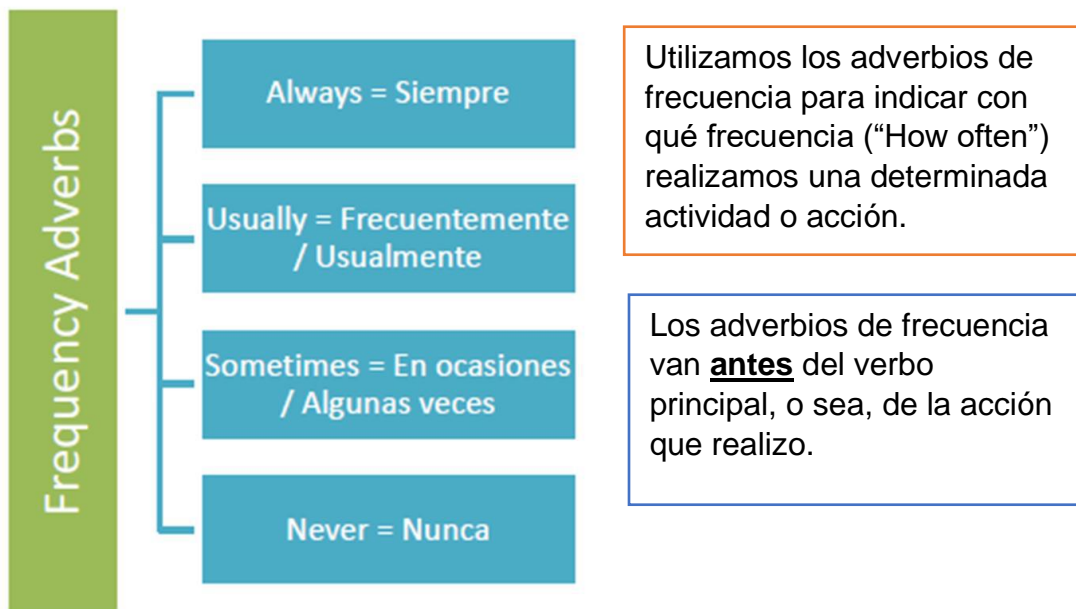 Frequency Adverbs
Always = Siempre
Usually = Frecuentemente
/ Usualmente
Sometimes = En ocasiones
/ Algunas veces
Never = Nunca
Utilizamos los adverbios de
frecuencia para indicar con
qué frecuencia (“How often”)
realizamos una determinada
actividad o acción.
Los adverbios de frecuencia
van antes del verbo
principal, o sea, de la acción
que realizo.